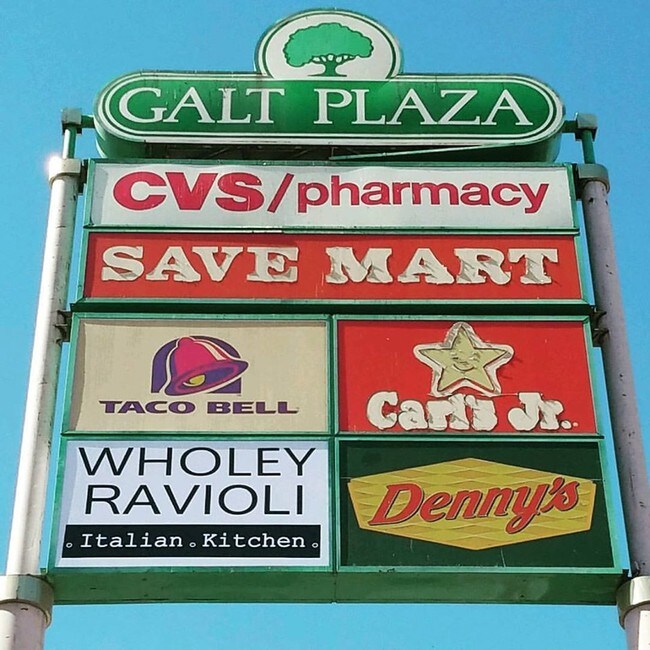 GALT PLAZA
CVS/pharmacy
SAVE MART
TACO BELL
Carl's Jr.
WHOLEY
RAVIOLI
Italian Kitchen
Denny's